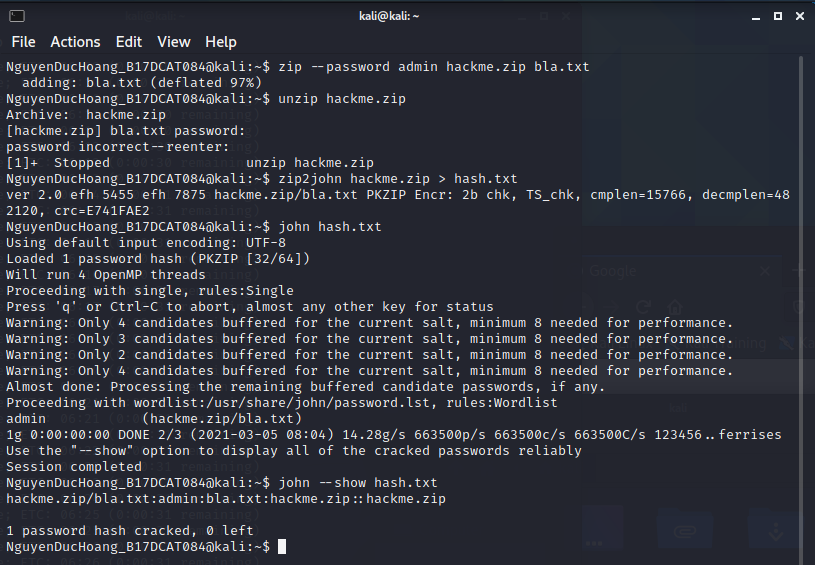 kali@kali: ~
File Actions Edit View Help
NguyenDucHoang_B17DCAT084@kali:~$ zip --password admin hackme.zip bla.txt
  adding: bla.txt (deflated 97%)
NguyenDucHoang_B17DCAT084@kali:~$ unzip hackme.zip
Archive:  hackme.zip
[hackme.zip] bla.txt password:
password incorrect--reenter:
[1]+  Stopped                 unzip hackme.zip
NguyenDucHoang_B17DCAT084@kali:~$ zip2john hackme.zip > hash.txt
ver 2.0 efh 5455 efh 7875 hackme.zip/bla.txt PKZIP Encr: 2b chk, TS_chk, cmplen=15766, decmplen=48
2120, crc=E741FAE2
NguyenDucHoang_B17DCAT084@kali:~$ john hash.txt
Using default input encoding: UTF-8
Loaded 1 password hash (PKZIP [32/64])
Will run 4 OpenMP threads
Proceeding with single, rules:Single
Press 'q' or Ctrl-C to abort, almost any other key for status
Warning: Only 4 candidates buffered for the current salt, minimum 8 needed for performance.
Warning: Only 3 candidates buffered for the current salt, minimum 8 needed for performance.
Warning: Only 2 candidates buffered for the current salt, minimum 8 needed for performance.
Warning: Only 4 candidates buffered for the current salt, minimum 8 needed for performance.
Almost done: Processing the remaining buffered candidate passwords, if any.
Proceeding with wordlist:/usr/share/john/password.lst, rules:Wordlist
admin            (hackme.zip/bla.txt)
1g 0:00:00:00 DONE 2/3 (2021-03-05 08:04) 14.28g/s 663500p/s 663500c/s 663500C/s 123456..ferrises
Use the "--show" option to display all of the cracked passwords reliably
Session completed
NguyenDucHoang_B17DCAT084@kali:~$ john --show hash.txt
hackme.zip/bla.txt:admin:bla.txt:hackme.zip::hackme.zip

1 password hash cracked, 0 left
NguyenDucHoang_B17DCAT084@kali:~$
Google